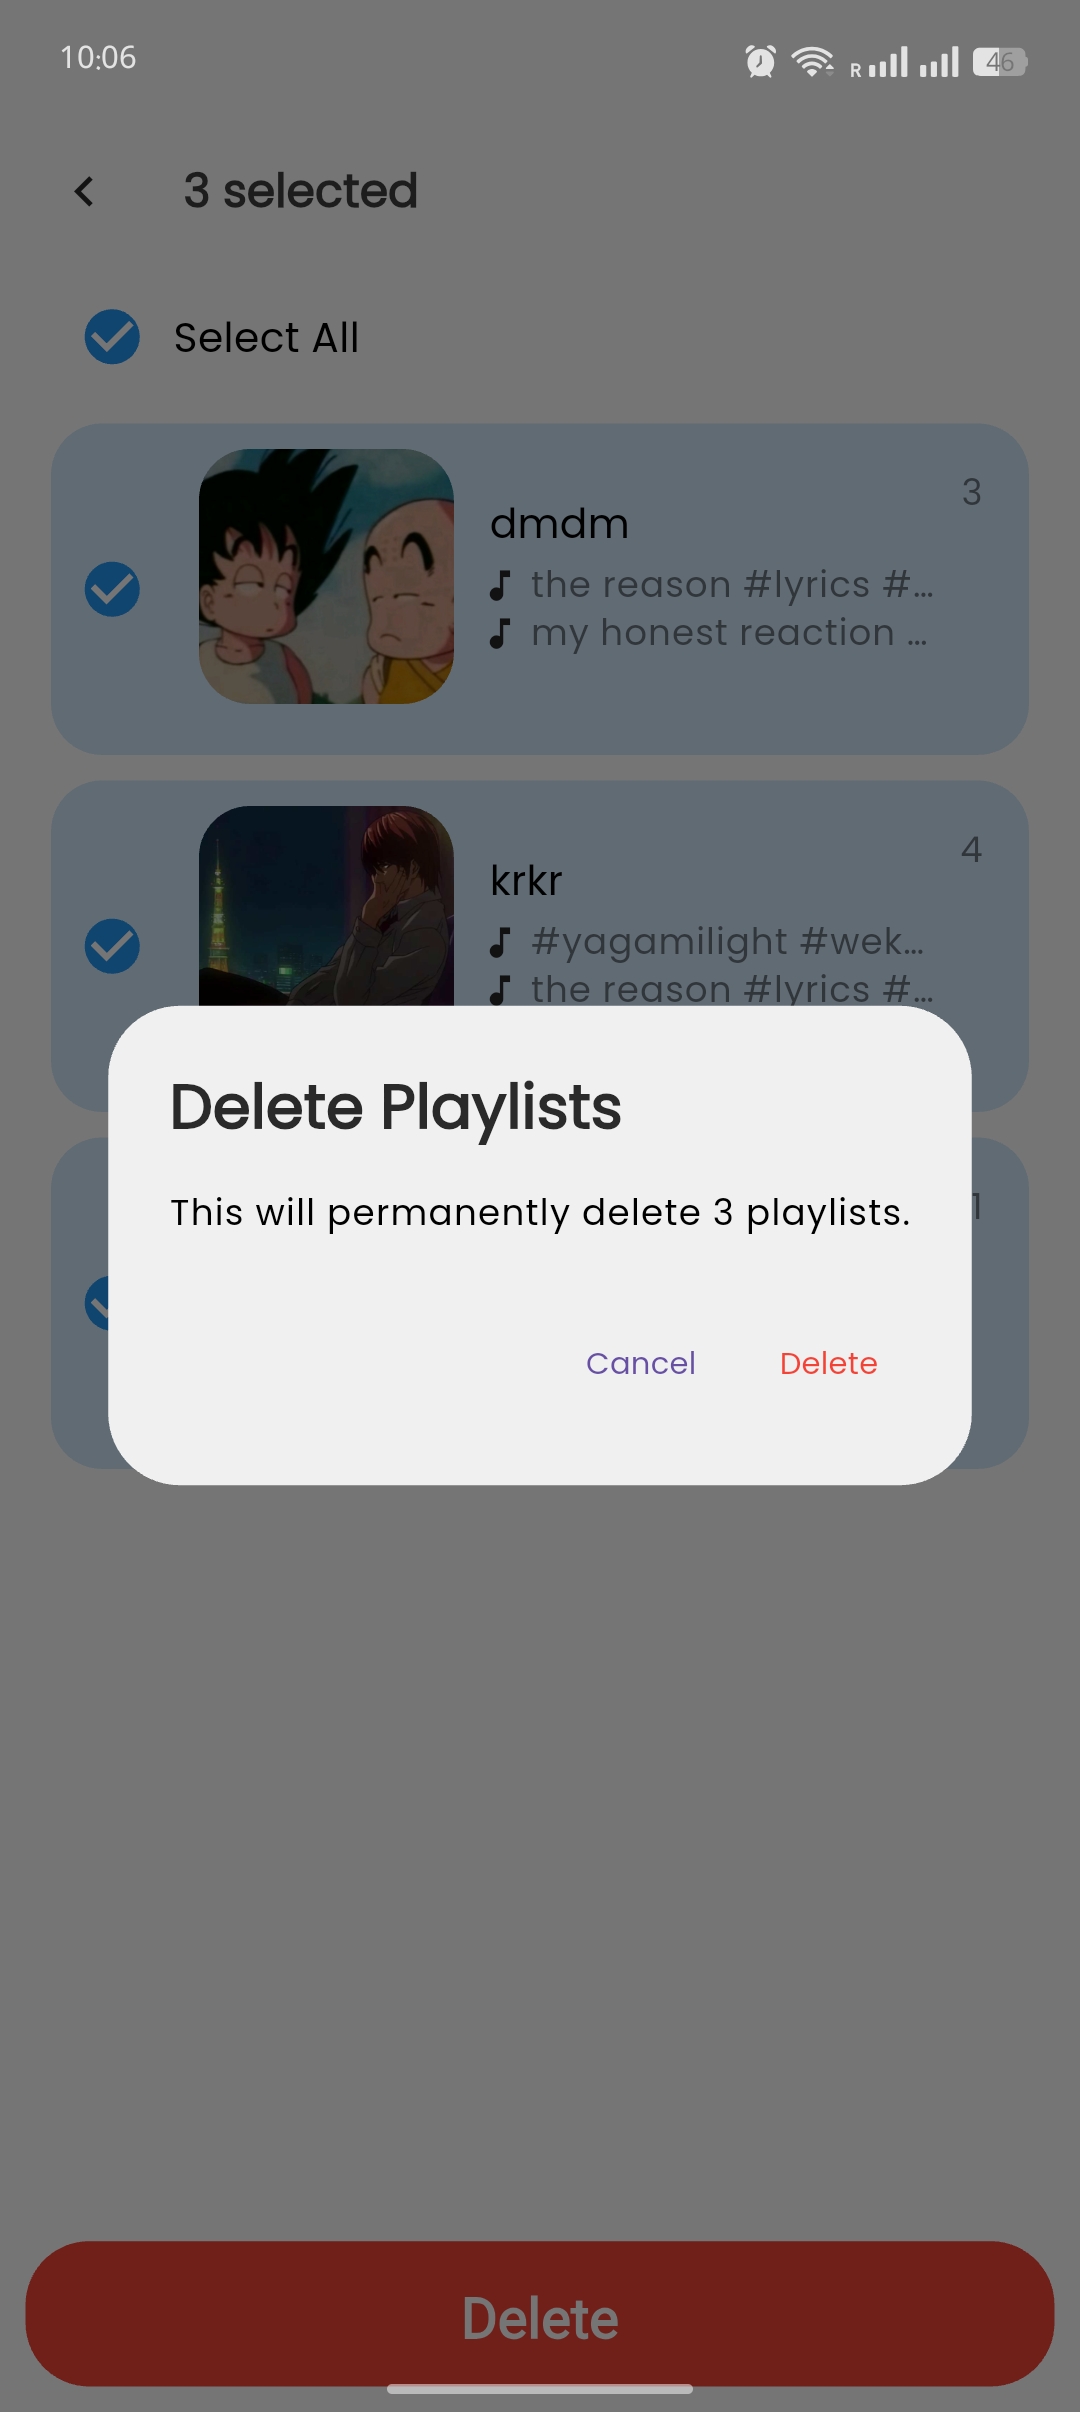 10:06
R
46
3 selected
Select All
3
dmdm
the reason #lyrics #...
my honest reaction ...
4
krkr
#yagamilight #wek...
the reason #lyrics #...
Delete Playlists
1
This will permanently delete 3 playlists.
Cancel Delete
Delete